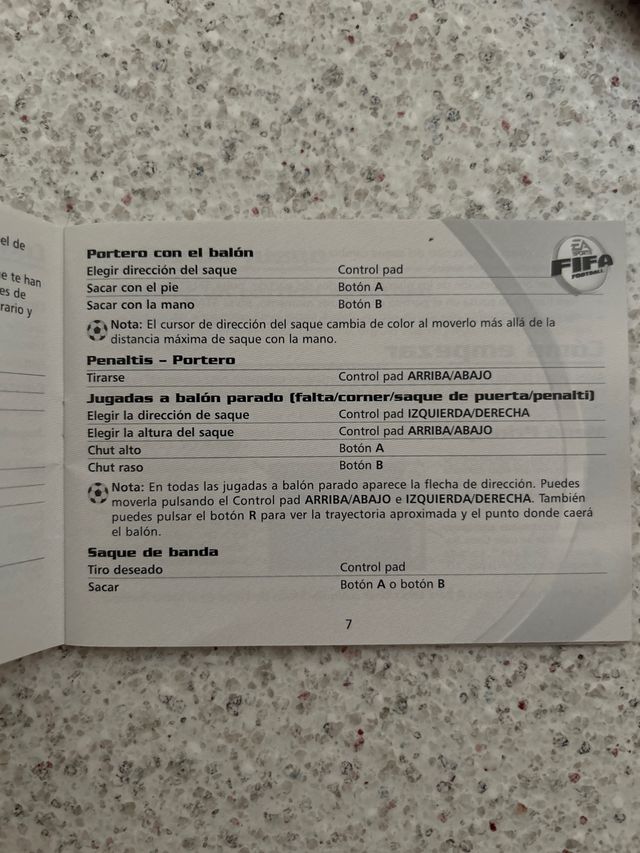 el de
e te han
es de
rario y
EA
SPORTS
FIFA
FOOTBALL
Portero con el balón
Elegir dirección del saque Control pad
Sacar con el pie Botón A
Sacar con la mano Botón B
Nota: El cursor de dirección del saque cambia de color al moverlo más allá de la
distancia máxima de saque con la mano.
Penaltis – Portero
Tirarse Control pad ARRIBA/ABAJO
Jugadas a balón parado (falta/corner/saque de puerta/penalti)
Elegir la dirección de saque Control pad IZQUIERDA/DERECHA
Elegir la altura del saque Control pad ARRIBA/ABAJO
Chut alto Botón A
Chut raso Botón B
Nota: En todas las jugadas a balón parado aparece la flecha de dirección. Puedes
moverla pulsando el Control pad ARRIBA/ABAJO e IZQUIERDA/DERECHA. También
puedes pulsar el botón R para ver la trayectoria aproximada y el punto donde caerá
el balón.
Saque de banda
Tiro deseado Control pad
Sacar Botón A o botón B
7